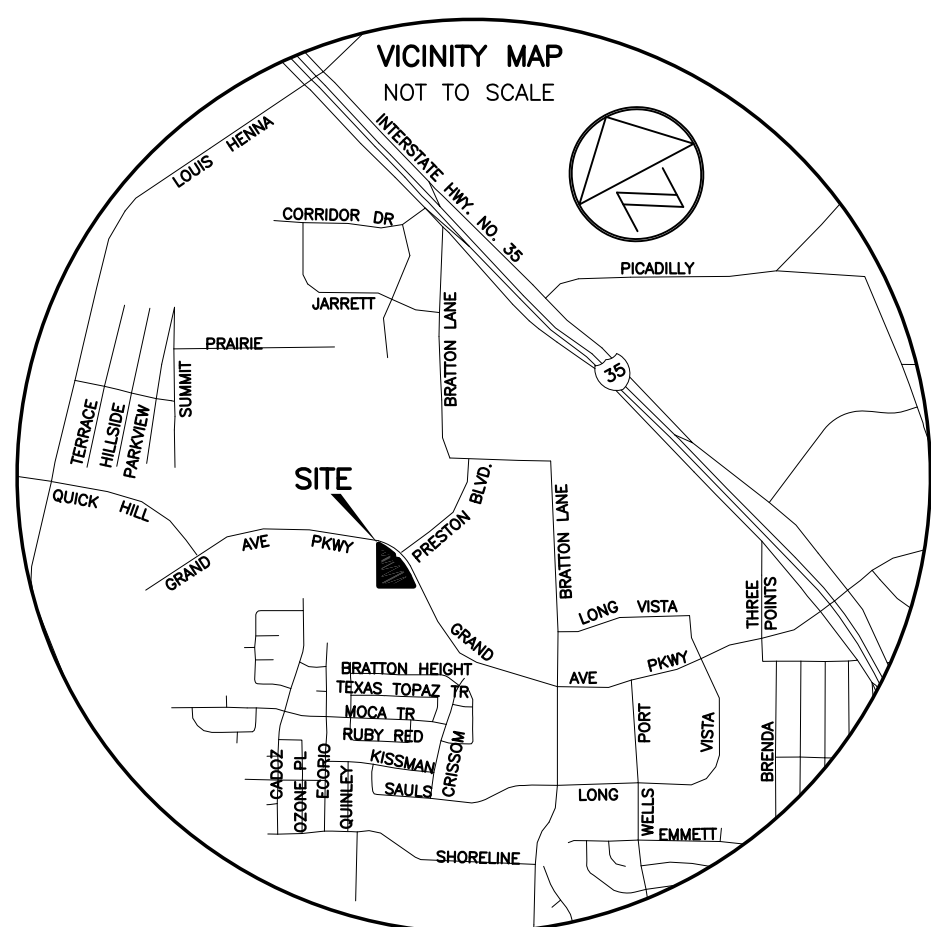 VICINITY MAP
NOT TO SCALE
LOUIS HENNA
INTERSTATE HWY. NO. 35
CORRIDOR DR
PICADILLY
JARRETT
BRATTON LANE
PRAIRIE
SUMMIT
35
TERRACE
HILLSIDE
PARKVIEW
SITE
PRESTON BLVD.
QUICK HILL
GRAND AVE PKWY
BRATTON LANE
THREE
POINTS
LONG VISTA
GRAND AVE PKWY
BRATTON HEIGHT
TEXAS TOPAZ TR
MOCA TR
RUBY RED
KISSMAN
SAULS
CRISSOM
CADOZ
OZONE PL
ECORIO
QUINLEY
PORT WELLS
LONG VISTA
BRENDA
EMMETT
SHORELINE
N